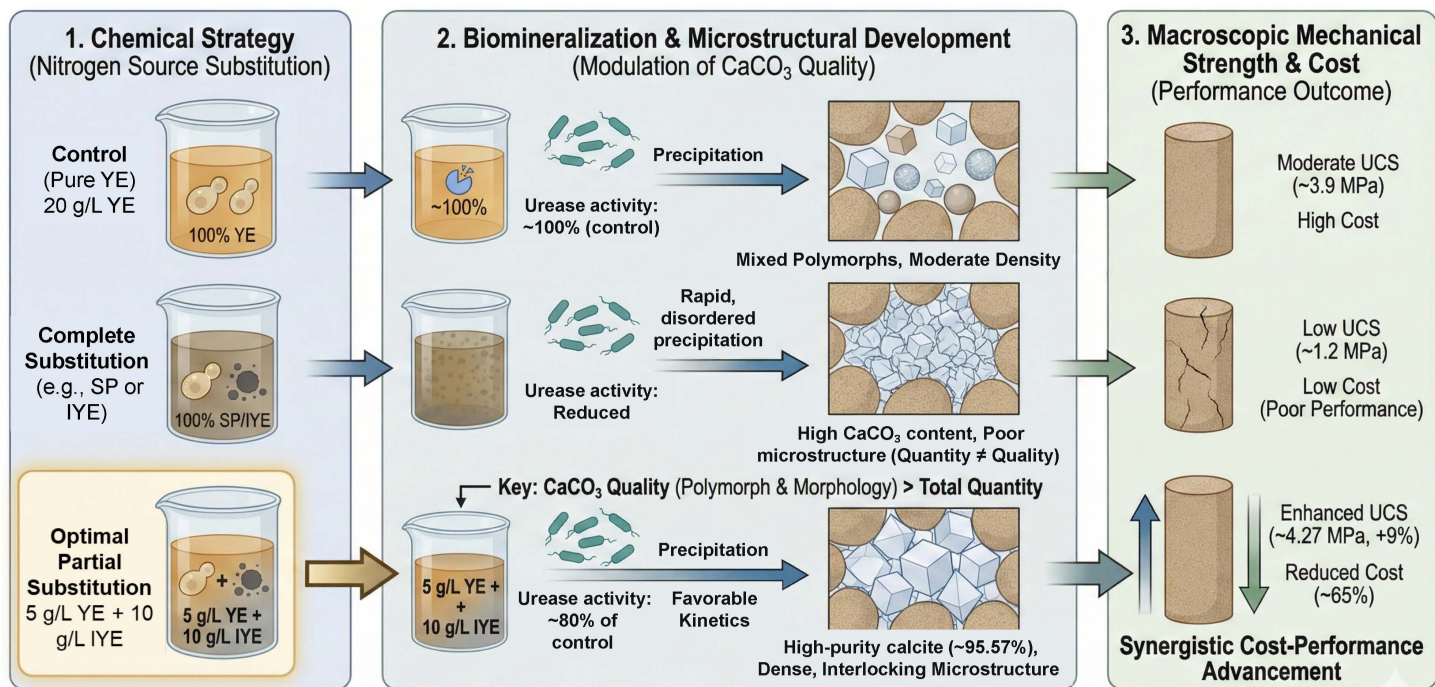 1. Chemical Strategy
(Nitrogen Source Substitution)
Control
(Pure YE)
20 g/L YE
100% YE
Complete
Substitution
(e.g., SP or
IYE)
100% SP/IYE
Optimal
Partial
Substitution
5 g/L YE + 10
g/L IYE
+
5 g/L YE +
10 g/L IYE
2. Biomineralization & Microstructural Development
(Modulation of CaCO₃ Quality)
~100%
Urease activity:
~100% (control)
Precipitation
Mixed Polymorphs, Moderate Density
Urease activity:
Reduced
Rapid,
disordered
precipitation
High CaCO₃ content, Poor
microstructure (Quantity ≠ Quality)
Key: CaCO₃ Quality (Polymorph & Morphology) > Total Quantity
5 g/L YE +
+
10 g/L IYE
Urease activity:
~80% of
control
Precipitation
Favorable
Kinetics
High-purity calcite (~95.57%),
Dense, Interlocking Microstructure
3. Macroscopic Mechanical
Strength & Cost
(Performance Outcome)
Moderate UCS
(~3.9 MPa)
High Cost
Low UCS
(~1.2 MPa)
Low Cost
(Poor Performance)
Enhanced UCS
(~4.27 MPa, +9%)
Reduced Cost
(~65%)
Synergistic Cost-Performance
Advancement